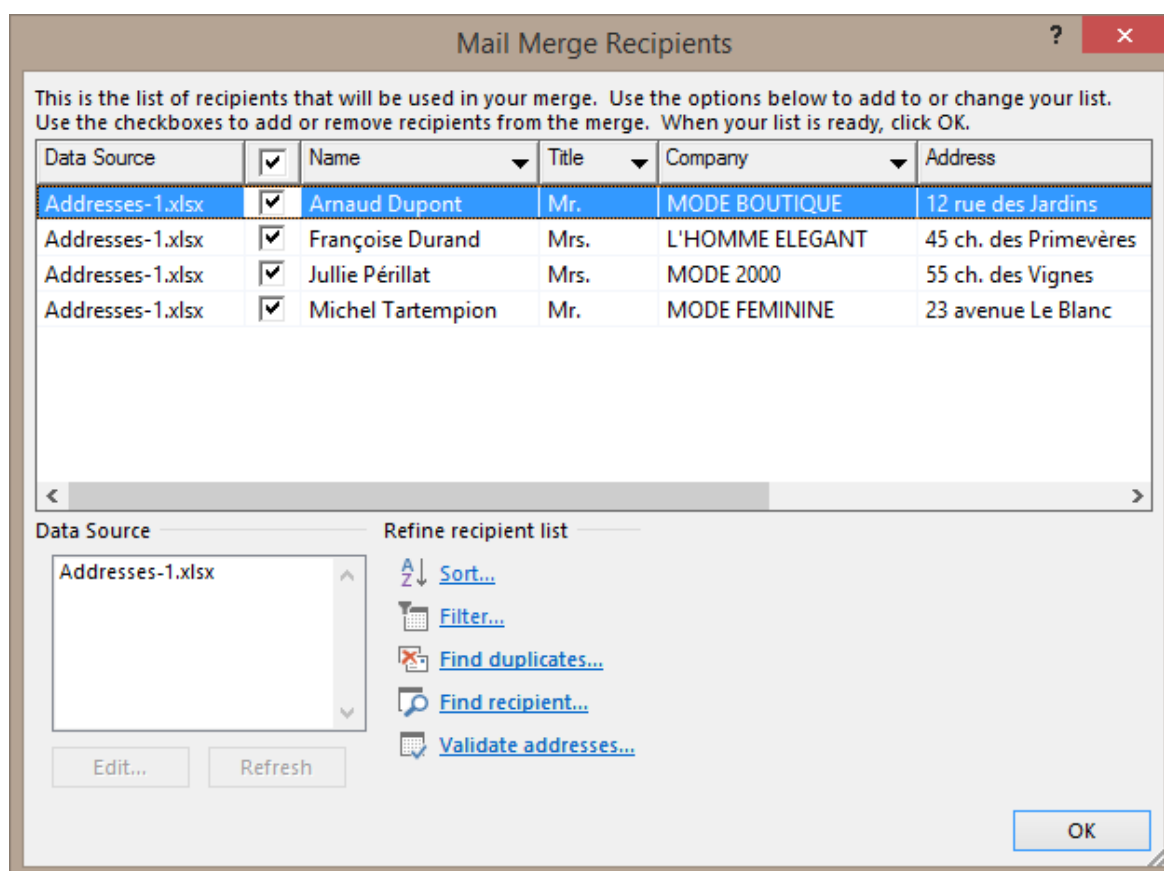 Mail Merge Recipients ? ×
This is the list of recipients that will be used in your merge. Use the options below to add to or change your list.
Use the checkboxes to add or remove recipients from the merge. When your list is ready, click OK.
Data Source Name Title Company Address
Addresses-1.xlsx Arnaud Dupont Mr. MODE BOUTIQUE 12 rue des Jardins
Addresses-1.xlsx Françoise Durand Mrs. L'HOMME ELEGANT 45 ch. des Primevères
Addresses-1.xlsx Jullie Périllat Mrs. MODE 2000 55 ch. des Vignes
Addresses-1.xlsx Michel Tartempion Mr. MODE FEMININE 23 avenue Le Blanc
Data Source Refine recipient list
Addresses-1.xlsx
Sort...
Filter...
Find duplicates...
Find recipient...
Validate addresses...
Edit... Refresh
OK